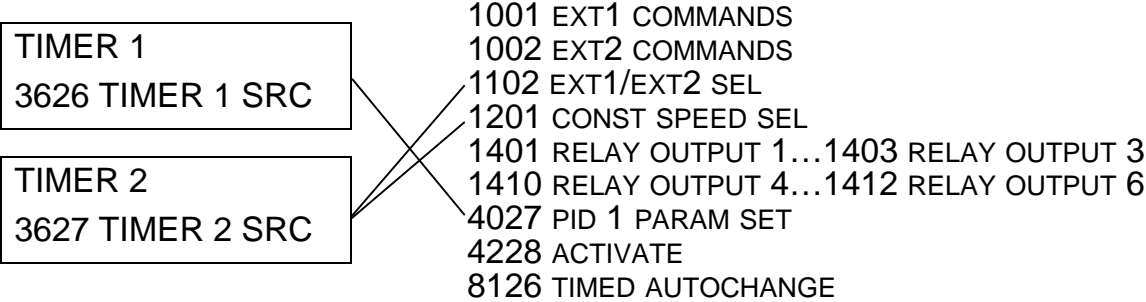 TIMER 1
3626 TIMER 1 SRC
TIMER 2
3627 TIMER 2 SRC
1001 EXT1 COMMANDS
1002 EXT2 COMMANDS
1102 EXT1/EXT2 SEL
1201 CONST SPEED SEL
1401 RELAY OUTPUT 1…1403 RELAY OUTPUT 3
1410 RELAY OUTPUT 4…1412 RELAY OUTPUT 6
4027 PID 1 PARAM SET
4228 ACTIVATE
8126 TIMED AUTOCHANGE